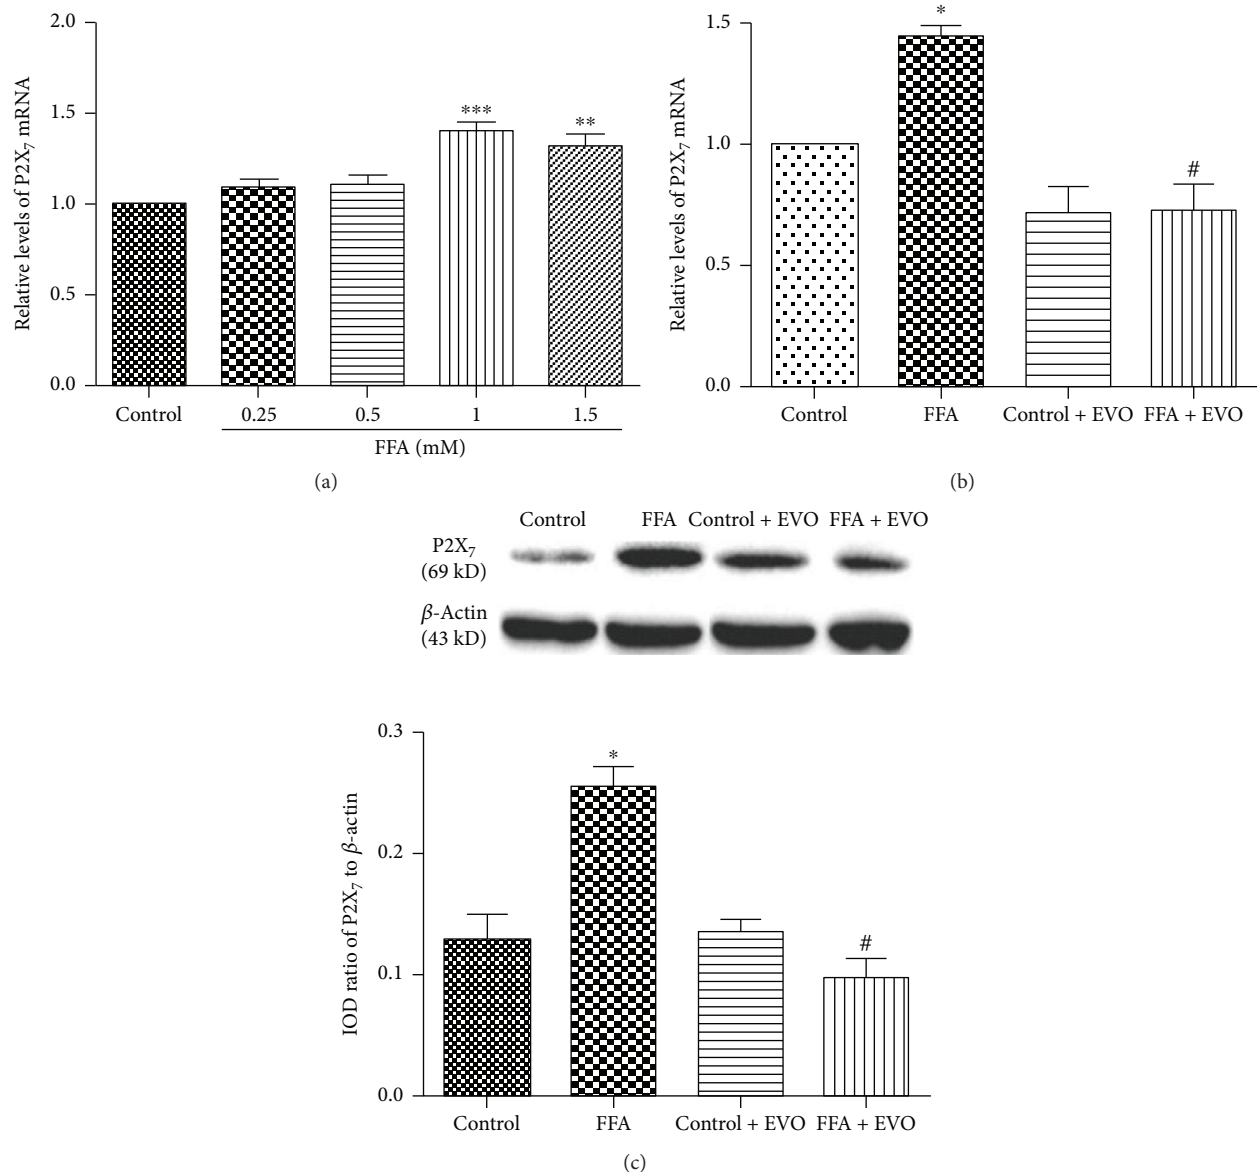 Relative levels of P2X₇ mRNA
2.0
1.5
1.0
0.5
0.0
***
**
Control
0.25
0.5
1
1.5
FFA (mM)
(a)
Relative levels of P2X₇ mRNA
1.5
1.0
0.5
0.0
*
#
Control
FFA
Control + EVO
FFA + EVO
(b)
Control FFA Control + EVO FFA + EVO
P2X₇
(69 kD)
β-Actin
(43 kD)
IOD ratio of P2X₇ to β-actin
0.3
0.2
0.1
0.0
*
#
Control
FFA
Control + EVO
FFA + EVO
(c)